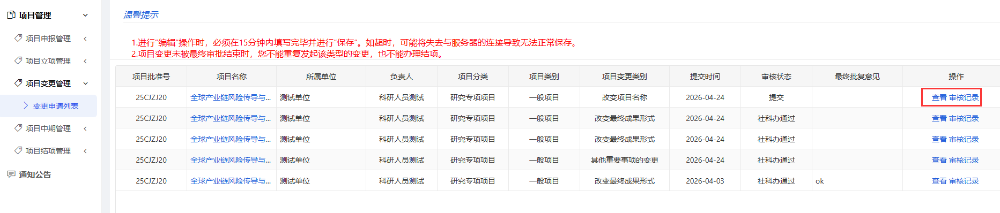 项目管理
项目申报管理
项目立项管理
项目变更管理
变更申请列表
项目中期管理
项目结项管理
通知公告
温馨提示
1.进行“编辑”操作时，必须在15分钟内填写完毕并进行“保存”。如超时，可能将失去与服务器的连接导致无法正常保存。
2.项目变更未被最终审批结束时，您不能重复发起该类型的变更，也不能办理结项。
项目批准号 项目名称 所属单位 负责人 项目分类 项目类别 项目变更类别 提交时间 审核状态 最终批复意见 操作
25CJZJ20 全球产业链风险传导与... 测试单位 科研人员测试 研究专项项目 一般项目 改变项目名称 2026-04-24 提交 查看 审核记录
25CJZJ20 全球产业链风险传导与... 测试单位 科研人员测试 研究专项项目 一般项目 改变最终成果形式 2026-04-24 社科办通过 查看 审核记录
25CJZJ20 全球产业链风险传导与... 测试单位 科研人员测试 研究专项项目 一般项目 改变最终成果形式 2026-04-24 社科办通过 查看 审核记录
25CJZJ20 全球产业链风险传导与... 测试单位 科研人员测试 研究专项项目 一般项目 其他重要事项的变更 2026-04-24 社科办通过 查看 审核记录
25CJZJ20 全球产业链风险传导与... 测试单位 科研人员测试 研究专项项目 一般项目 改变最终成果形式 2026-04-03 社科办通过 ok 查看 审核记录